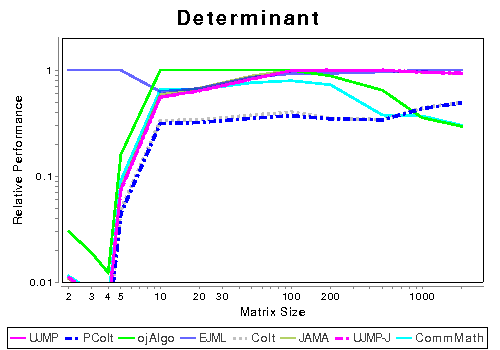 Determinant
Relative Performance
1
0.1
0.01
2 3 4 5 10 20 30 100 200 1000
Matrix Size
UJMP PColt ojAlgo EJML Colt JAMA UJMP-J CommMath